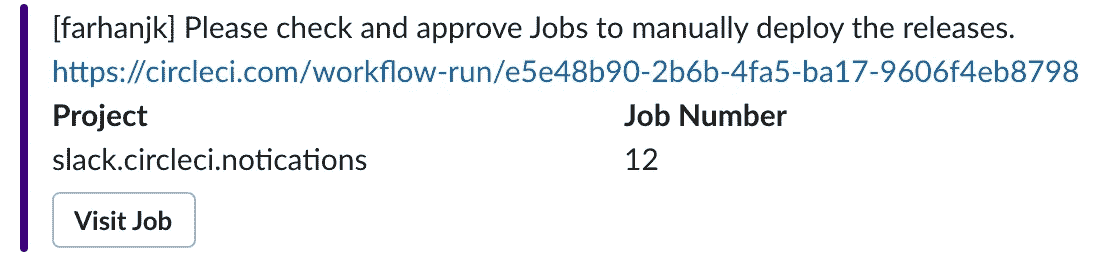 [farhanjk] Please check and approve Jobs to manually deploy the releases.
https://circleci.com/workflow-run/e5e48b90-2b6b-4fa5-ba17-9606f4eb8798
Project Job Number
slack.circleci.notications 12
Visit Job